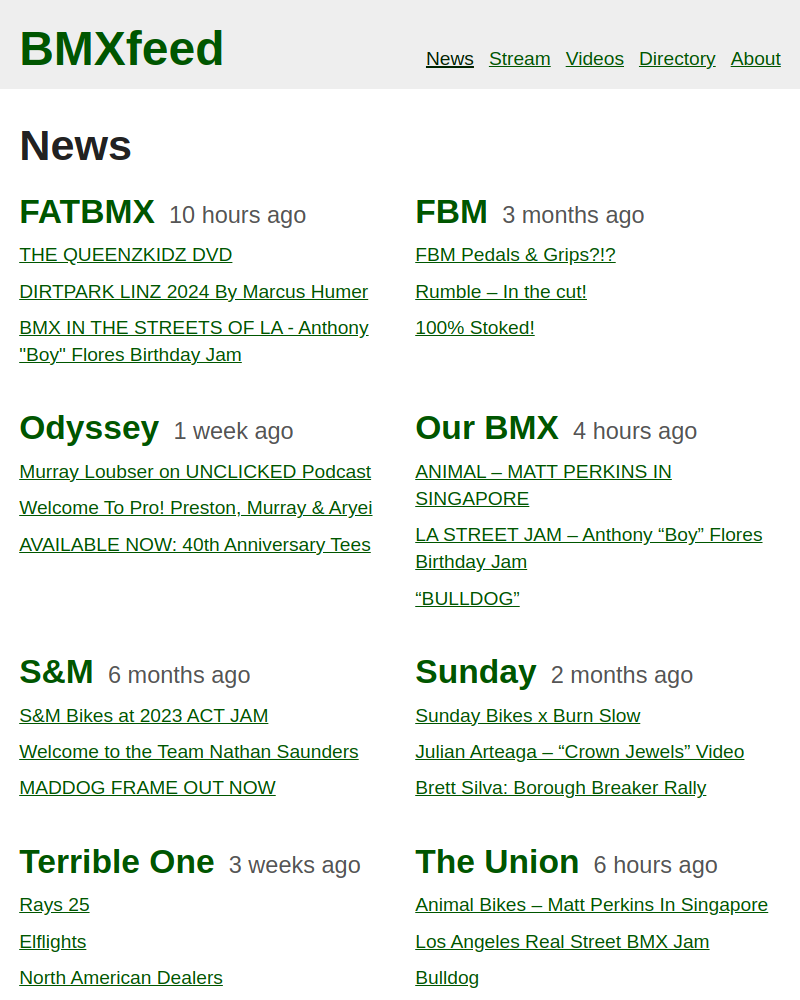 BMXfeed
News Stream Videos Directory About
News
FATBMX 10 hours ago
THE QUEENZKIDZ DVD
DIRTPARK LINZ 2024 By Marcus Humer
BMX IN THE STREETS OF LA - Anthony
"Boy" Flores Birthday Jam
FBM 3 months ago
FBM Pedals & Grips?!?
Rumble – In the cut!
100% Stoked!
Odyssey 1 week ago
Murray Loubser on UNCLICKED Podcast
Welcome To Pro! Preston, Murray & Aryei
AVAILABLE NOW: 40th Anniversary Tees
Our BMX 4 hours ago
ANIMAL – MATT PERKINS IN
SINGAPORE
LA STREET JAM – Anthony “Boy” Flores
Birthday Jam
“BULLDOG”
S&M 6 months ago
S&M Bikes at 2023 ACT JAM
Welcome to the Team Nathan Saunders
MADDOG FRAME OUT NOW
Sunday 2 months ago
Sunday Bikes x Burn Slow
Julian Arteaga – “Crown Jewels” Video
Brett Silva: Borough Breaker Rally
Terrible One 3 weeks ago
Rays 25
Elflights
North American Dealers
The Union 6 hours ago
Animal Bikes – Matt Perkins In Singapore
Los Angeles Real Street BMX Jam
Bulldog